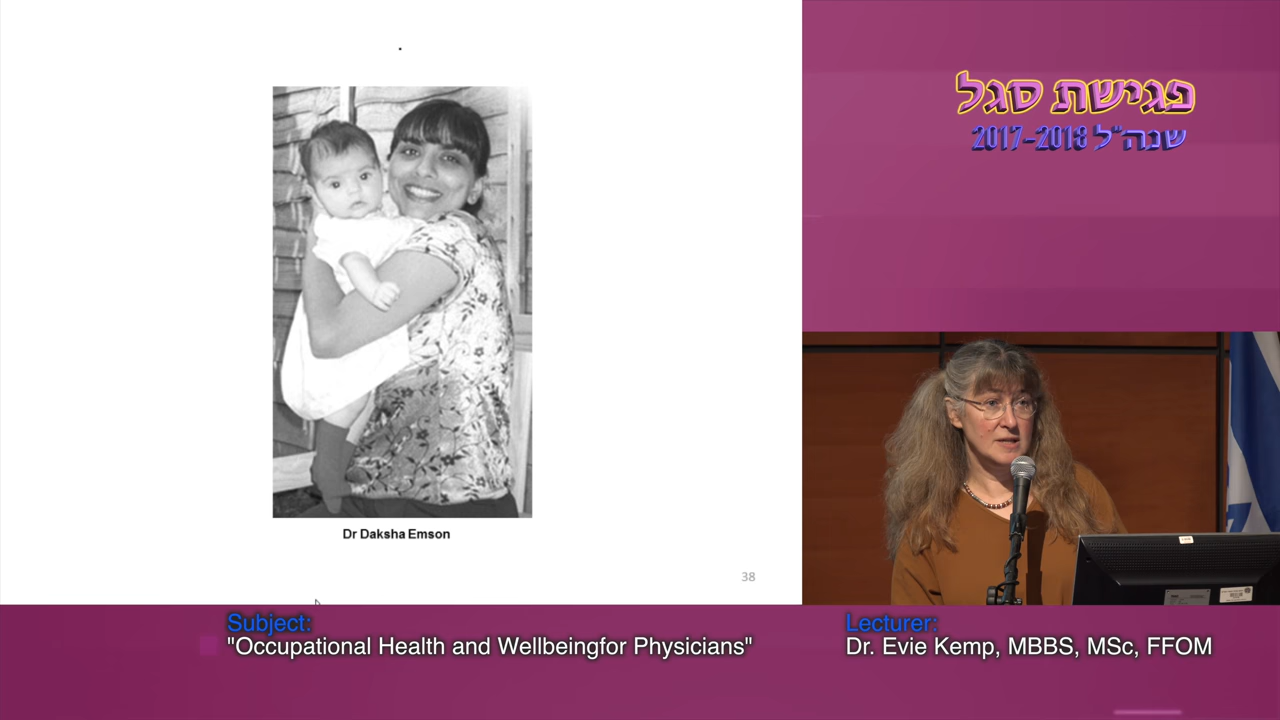 Dr Daksha Emson
38
פגישת סגל
שנה"ל 2017-2018
Subject:
"Occupational Health and Wellbeingfor Physicians"
Lecturer:
Dr. Evie Kemp, MBBS, MSc, FFOM